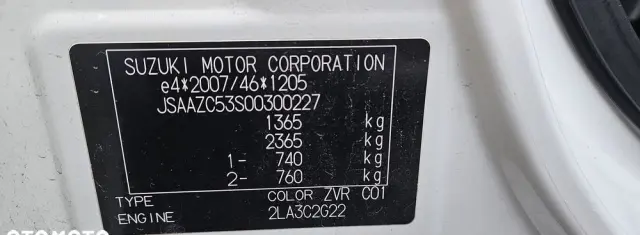 SUZUKI MOTOR CORPORATION
e4*2007/46*1205
JSAAZC53S00300227
1365 kg
2365 kg
1- 740 kg
2- 760 kg
TYPE COLOR ZVR C01
ENGINE 2LA3C2G22
OTOMOTO